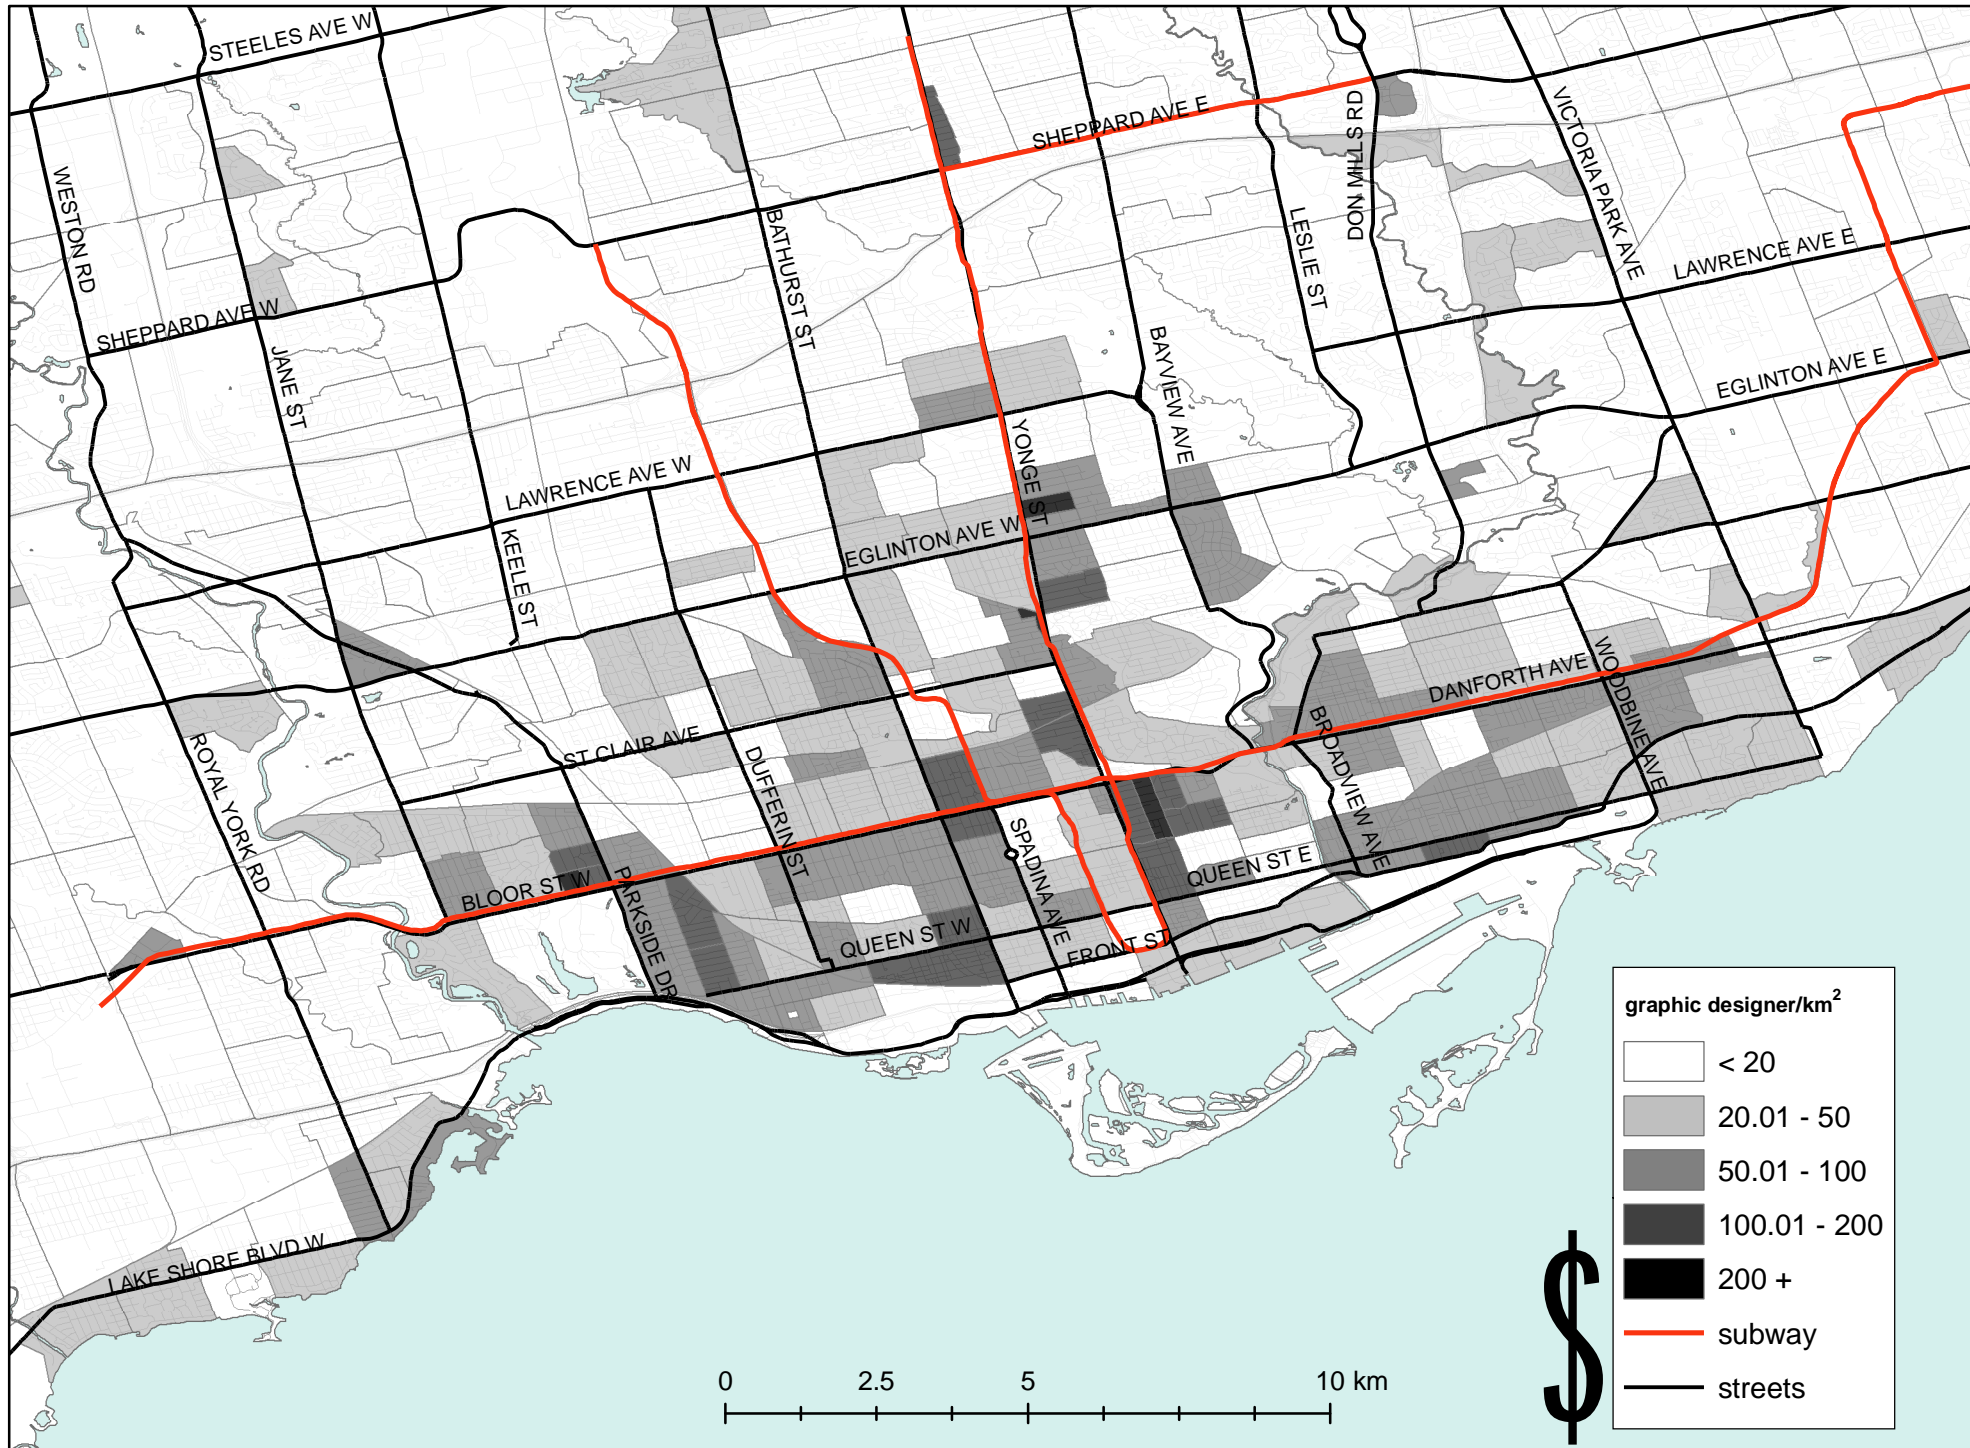 STEELES AVE W
SHEPPARD AVE E
DON MILLS RD
VICTORIA PARK AVE
WESTON RD
BATHURST ST
LESLIE ST
LAWRENCE AVE E
SHEPPARD AVE W
JANE ST
BAYVIEW AVE
EGLINTON AVE E
YONGE ST
LAWRENCE AVE W
KEELE ST
EGLINTON AVE W
WOODBINE AVE
DANFORTH AVE
ROYAL YORK RD
ST CLAIR AVE
DUFFERIN ST
BROADVIEW AVE
SPADINA AVE
BLOOR ST W
PARKSIDE DR
QUEEN ST E
QUEEN ST W
FRONT ST
LAKE SHORE BLVD W
graphic designer/km²
< 20
20.01 - 50
50.01 - 100
100.01 - 200
200 +
subway
streets
$
0 2.5 5 10 km